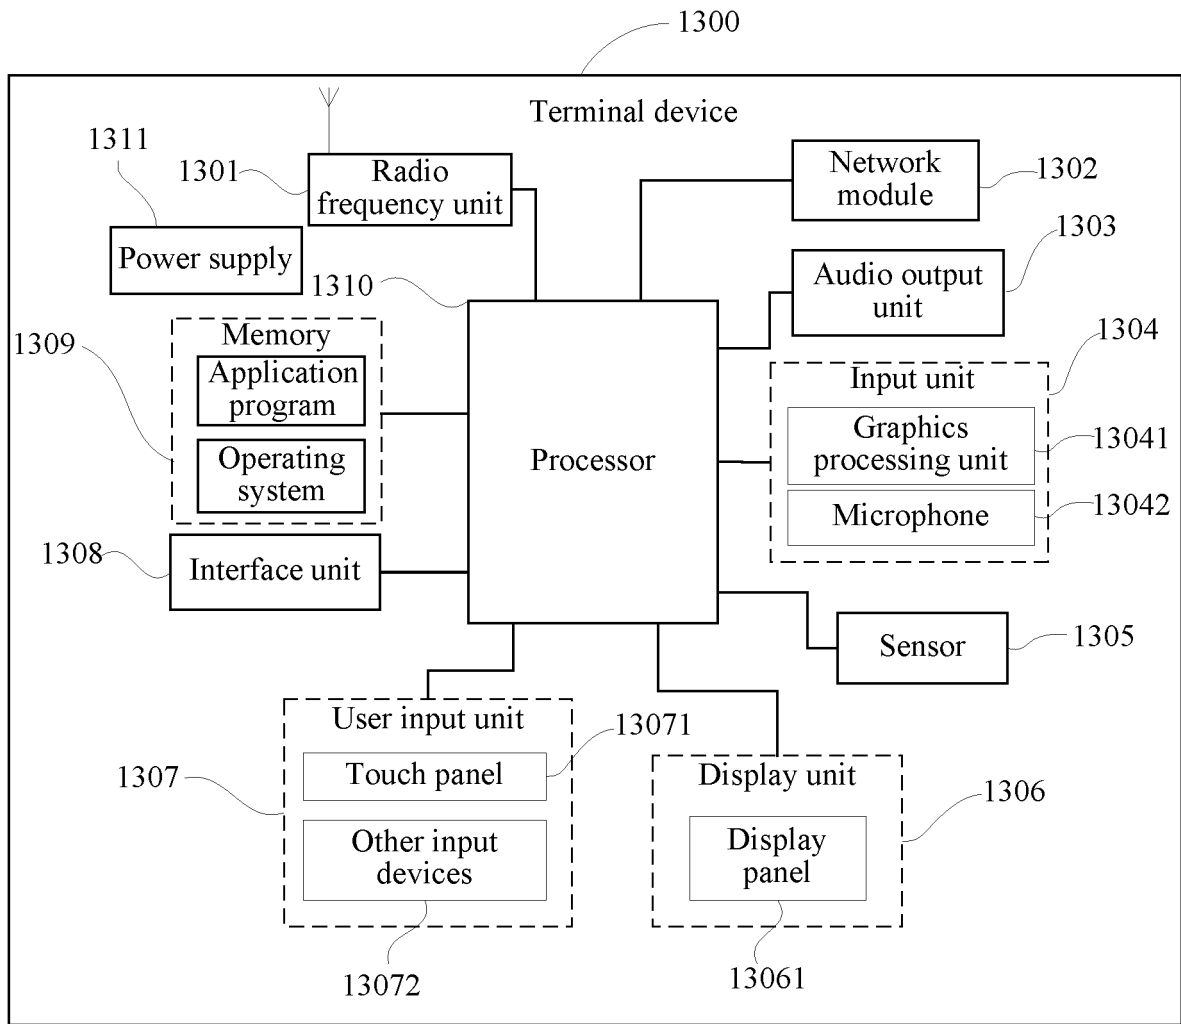 1300
Terminal device
1311
1301
Radio
frequency unit
Network
module
1302
Power supply
1303
Audio output
unit
1310
1309
Memory
Application
program
Operating
system
Processor
1304
Input unit
Graphics
processing unit
13041
Microphone
13042
1308
Interface unit
Sensor
1305
User input unit
13071
1307
Touch panel
Other input
devices
13072
Display unit
1306
Display
panel
13061